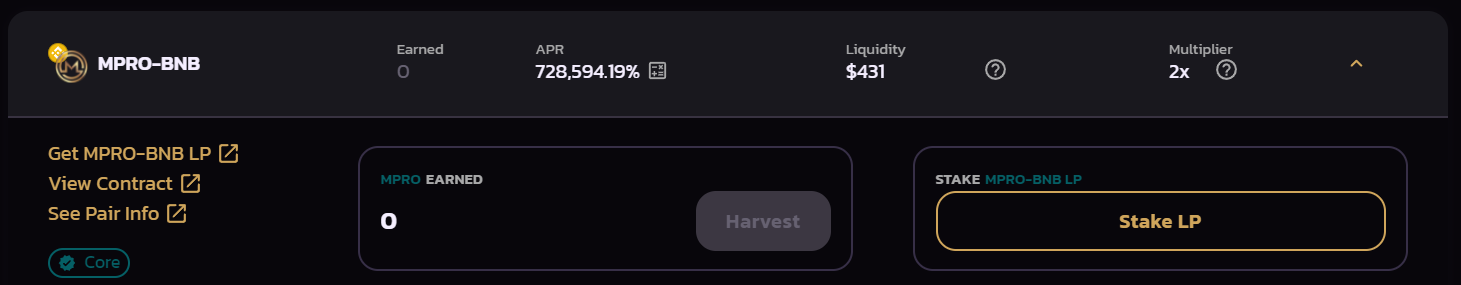 MPRO-BNB
Earned
0
APR
728,594.19%
Liquidity
$431
Multiplier
2x
Get MPRO-BNB LP
View Contract
See Pair Info
Core
MPRO EARNED
0
Harvest
STAKE MPRO-BNB LP
Stake LP